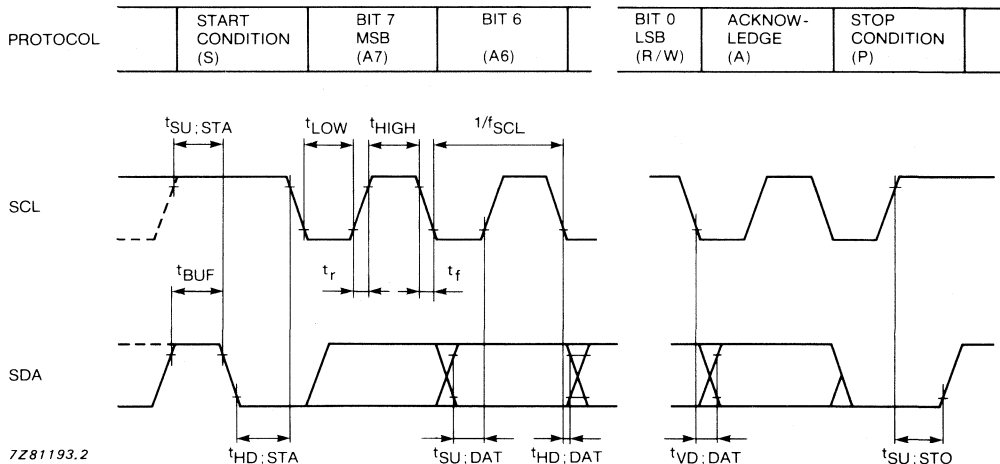 PROTOCOL
START
CONDITION
(S)
BIT 7
MSB
(A7)
BIT 6
(A6)
BIT 0
LSB
(R/W)
ACKNOW-
LEDGE
(A)
STOP
CONDITION
(P)
tSU;STA
tLOW
tHIGH
1/fSCL
SCL
tBUF
tr
tf
SDA
tHD;STA
tSU;DAT
tHD;DAT
tVD;DAT
tSU;STO
7Z81193.2